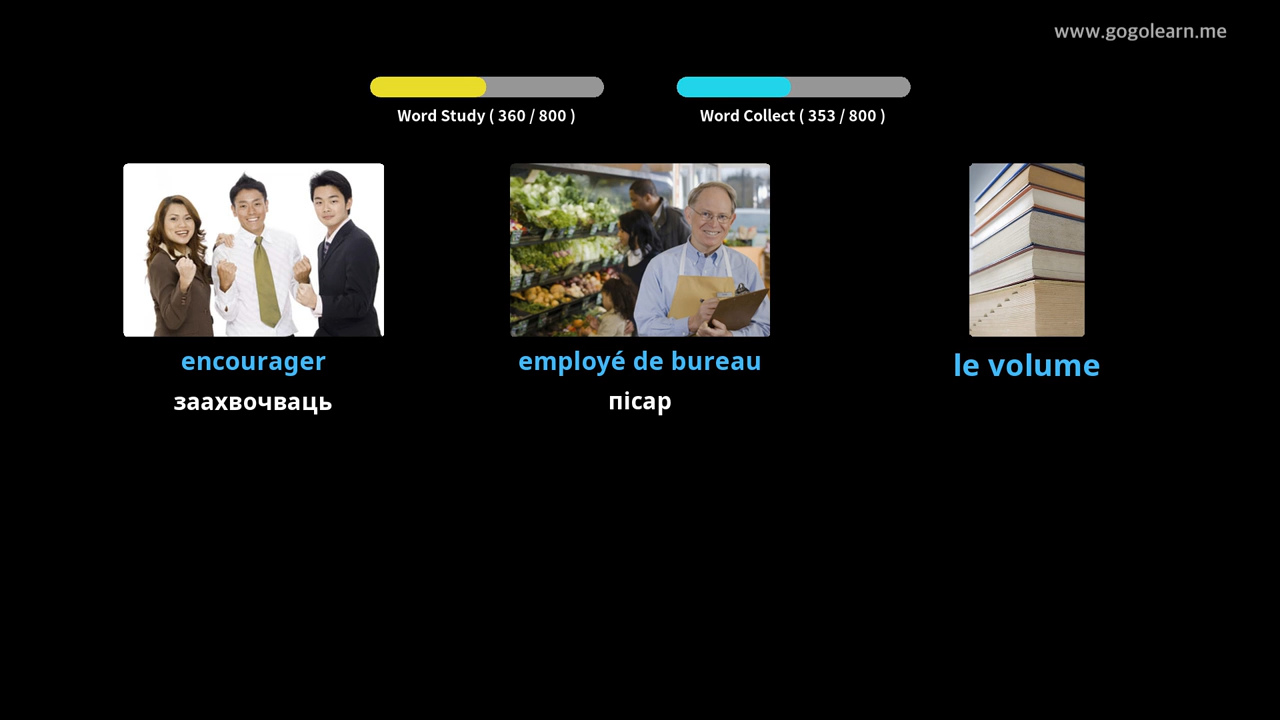 www.gogolearn.me
Word Study ( 360 / 800 )
Word Collect ( 353 / 800 )
encourager
employé de bureau
le volume
заахвочваць
пісар